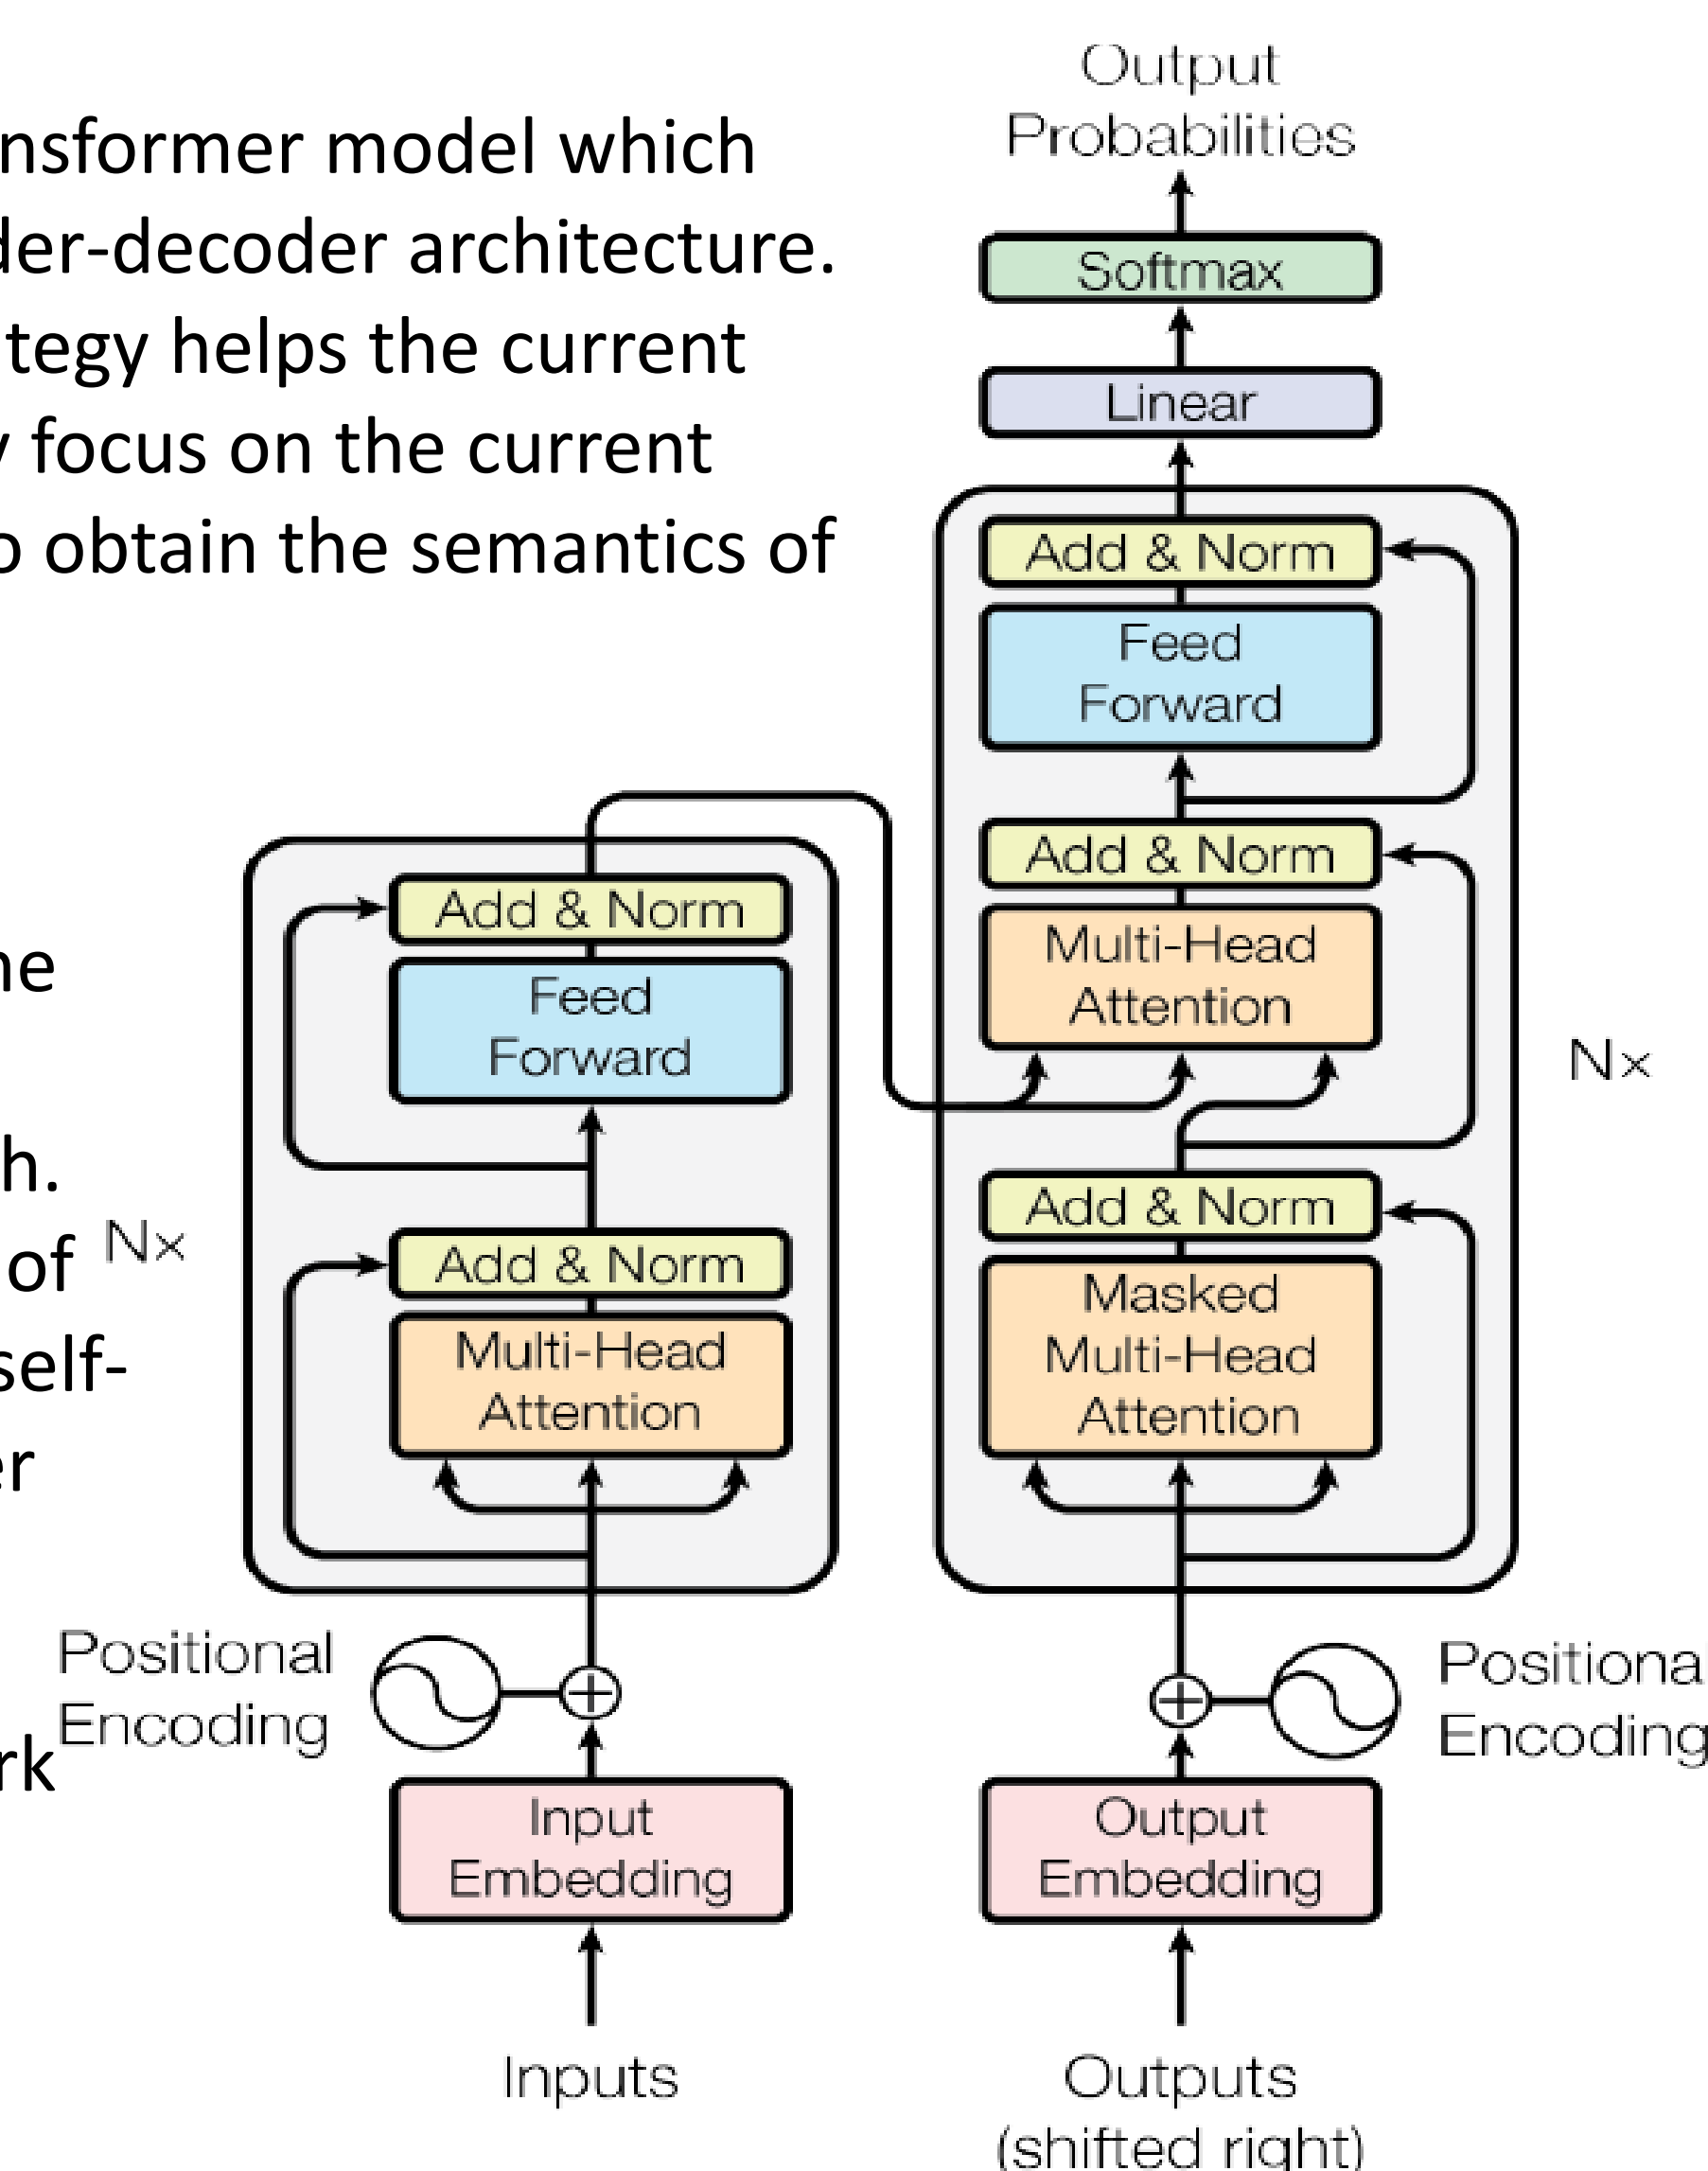 nsformer model which
der-decoder architecture.
tegy helps the current
y focus on the current
o obtain the semantics of
ne
h.
of
self-
er
rk
Output
Probabilities
Softmax
Linear
Add & Norm
Feed
Forward
Add & Norm
Multi-Head
Attention
Nx
Add & Norm
Masked
Multi-Head
Attention
Positional
Encoding
Output
Embedding
Outputs
(shifted right)
Add & Norm
Feed
Forward
Nx
Add & Norm
Multi-Head
Attention
Positional
Encoding
Input
Embedding
Inputs